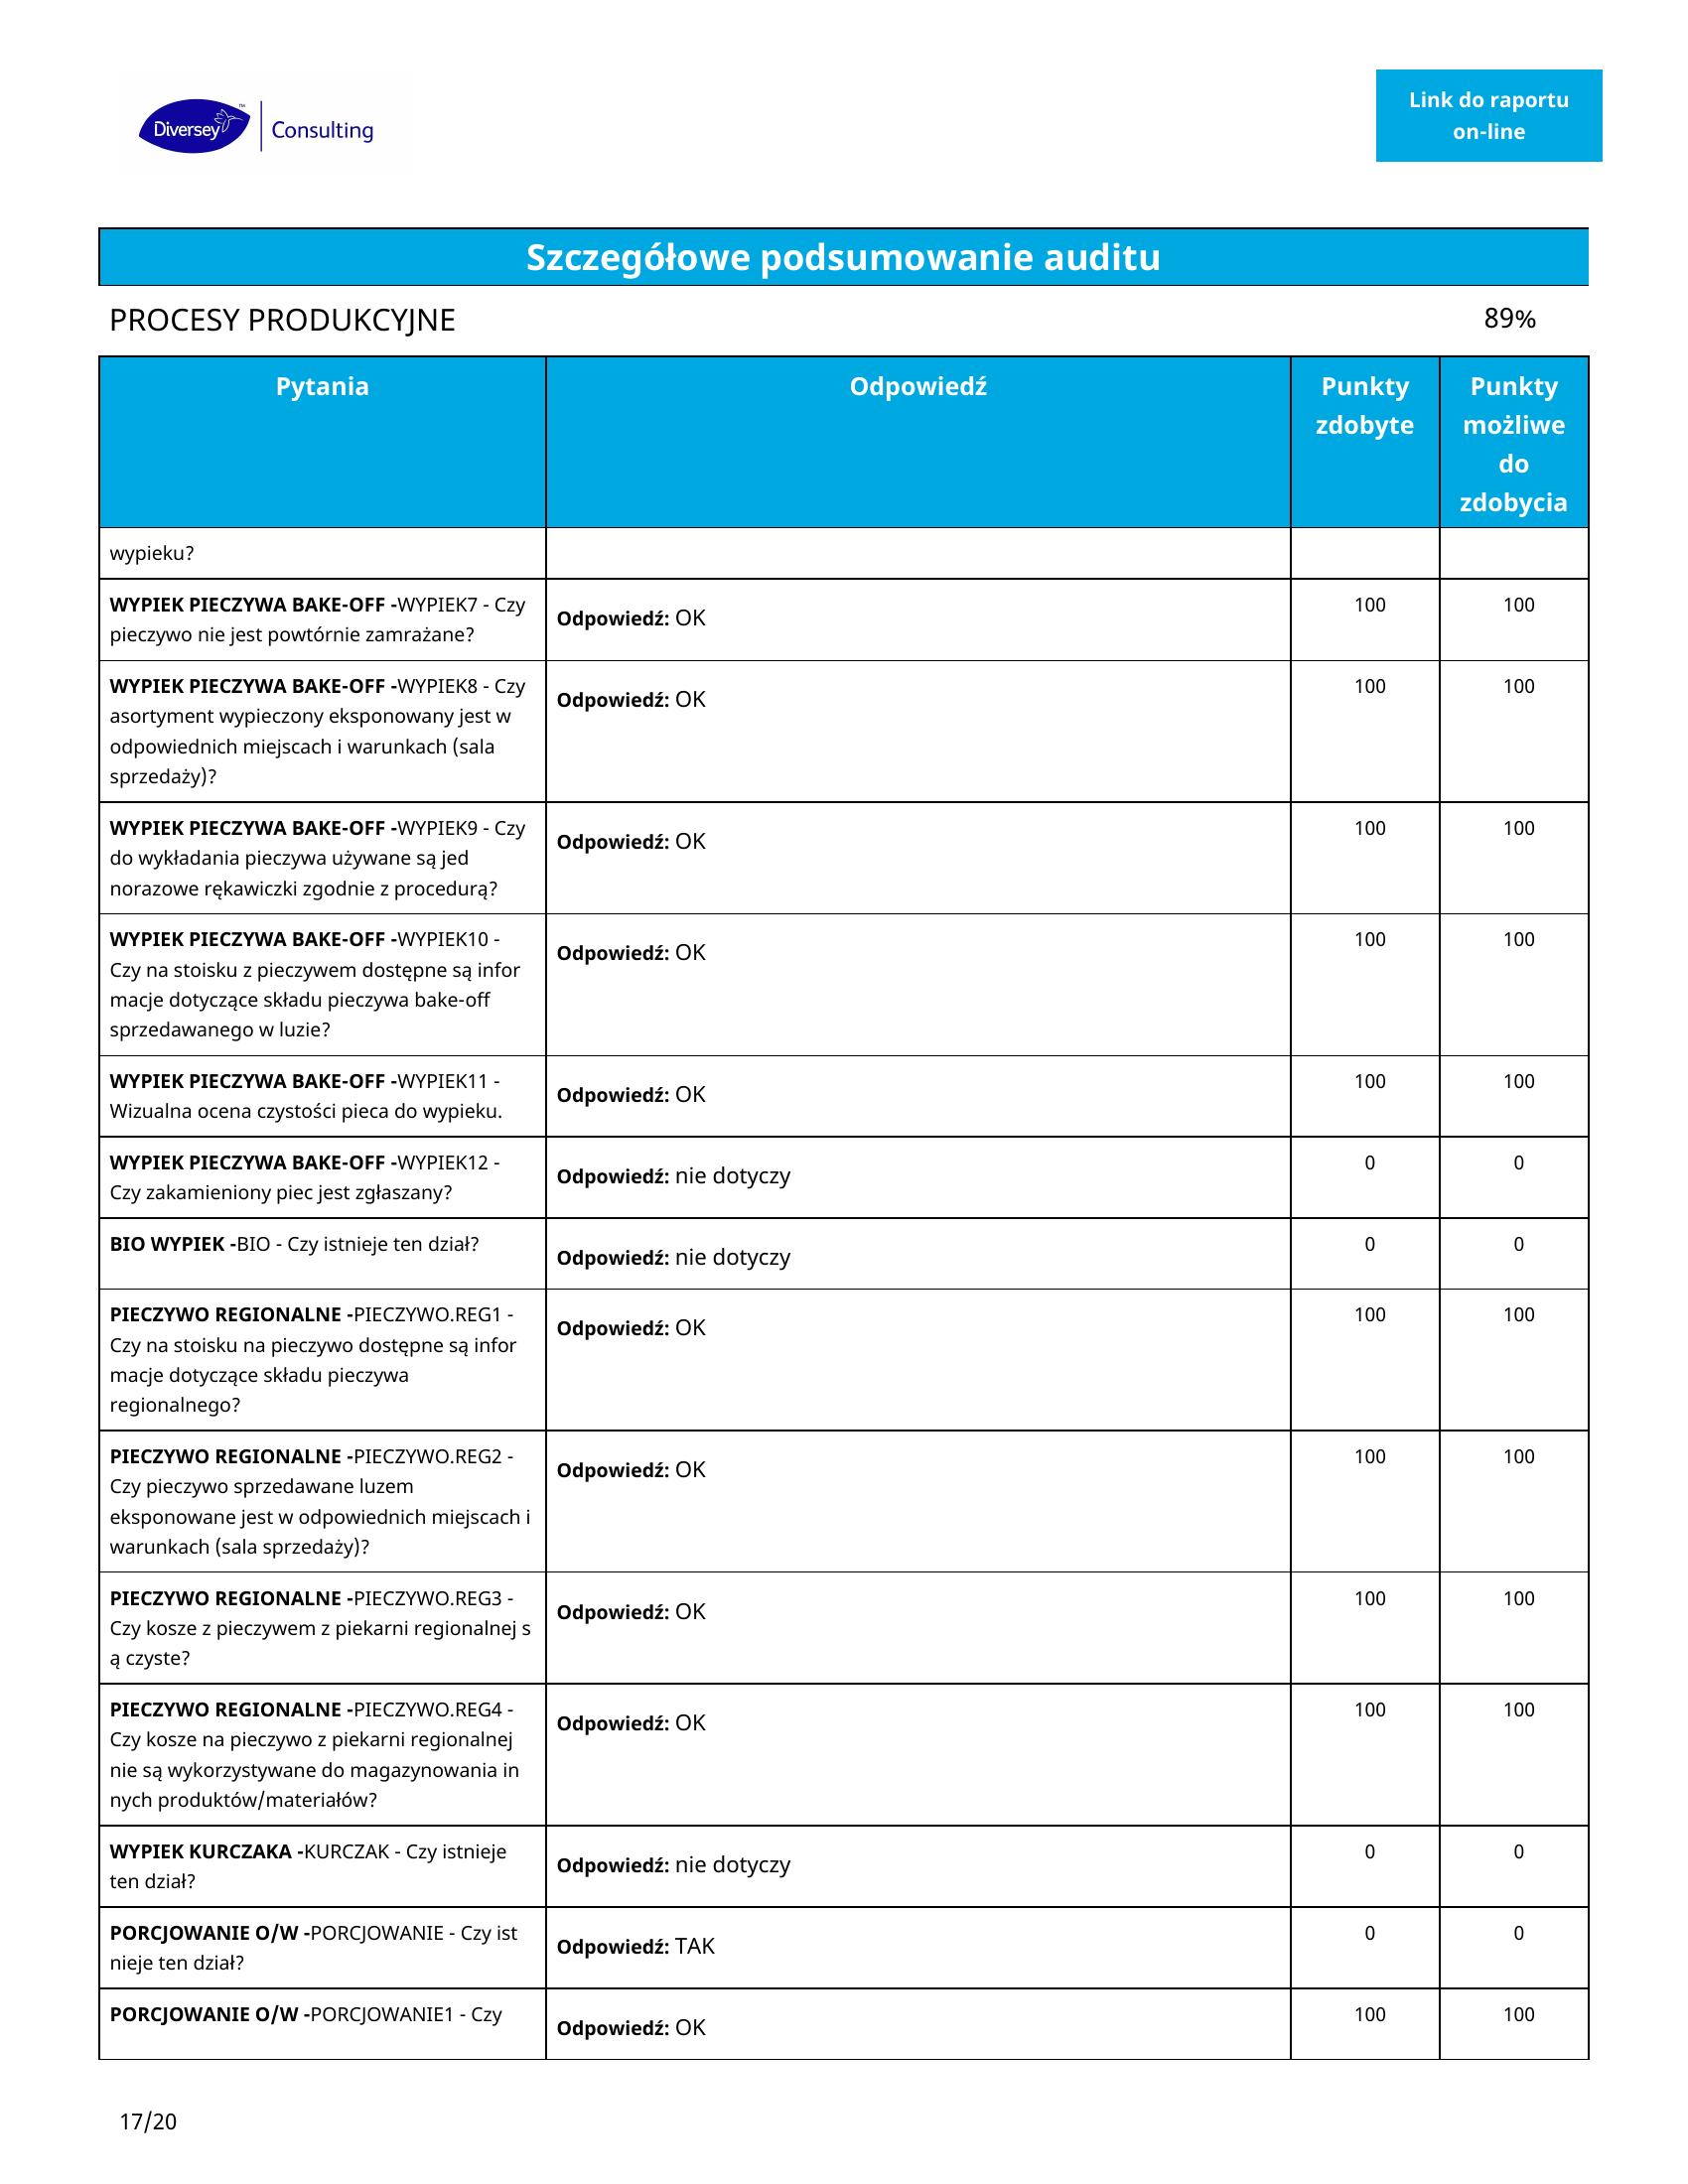 Diversey™ Consulting
Link do raportu
on-line
Szczegółowe podsumowanie auditu
PROCESY PRODUKCYJNE 89%
Pytania Odpowiedź Punkty zdobyte Punkty możliwe do zdobycia
wypieku?
WYPIEK PIECZYWA BAKE-OFF -WYPIEK7 - Czy
pieczywo nie jest powtórnie zamrażane?
Odpowiedź: OK 100 100
WYPIEK PIECZYWA BAKE-OFF -WYPIEK8 - Czy
asortyment wypieczony eksponowany jest w
odpowiednich miejscach i warunkach (sala
sprzedaży)?
Odpowiedź: OK 100 100
WYPIEK PIECZYWA BAKE-OFF -WYPIEK9 - Czy
do wykładania pieczywa używane są jed
norazowe rękawiczki zgodnie z procedurą?
Odpowiedź: OK 100 100
WYPIEK PIECZYWA BAKE-OFF -WYPIEK10 -
Czy na stoisku z pieczywem dostępne są infor
macje dotyczące składu pieczywa bake-off
sprzedawanego w luzie?
Odpowiedź: OK 100 100
WYPIEK PIECZYWA BAKE-OFF -WYPIEK11 -
Wizualna ocena czystości pieca do wypieku.
Odpowiedź: OK 100 100
WYPIEK PIECZYWA BAKE-OFF -WYPIEK12 -
Czy zakamieniony piec jest zgłaszany?
Odpowiedź: nie dotyczy 0 0
BIO WYPIEK -BIO - Czy istnieje ten dział?
Odpowiedź: nie dotyczy 0 0
PIECZYWO REGIONALNE -PIECZYWO.REG1 -
Czy na stoisku na pieczywo dostępne są infor
macje dotyczące składu pieczywa
regionalnego?
Odpowiedź: OK 100 100
PIECZYWO REGIONALNE -PIECZYWO.REG2 -
Czy pieczywo sprzedawane luzem
eksponowane jest w odpowiednich miejscach i
warunkach (sala sprzedaży)?
Odpowiedź: OK 100 100
PIECZYWO REGIONALNE -PIECZYWO.REG3 -
Czy kosze z pieczywem z piekarni regionalnej s
ą czyste?
Odpowiedź: OK 100 100
PIECZYWO REGIONALNE -PIECZYWO.REG4 -
Czy kosze na pieczywo z piekarni regionalnej
nie są wykorzystywane do magazynowania in
nych produktów/materiałów?
Odpowiedź: OK 100 100
WYPIEK KURCZAKA -KURCZAK - Czy istnieje
ten dział?
Odpowiedź: nie dotyczy 0 0
PORCJOWANIE O/W -PORCJOWANIE - Czy ist
nieje ten dział?
Odpowiedź: TAK 0 0
PORCJOWANIE O/W -PORCJOWANIE1 - Czy
Odpowiedź: OK 100 100
17/20